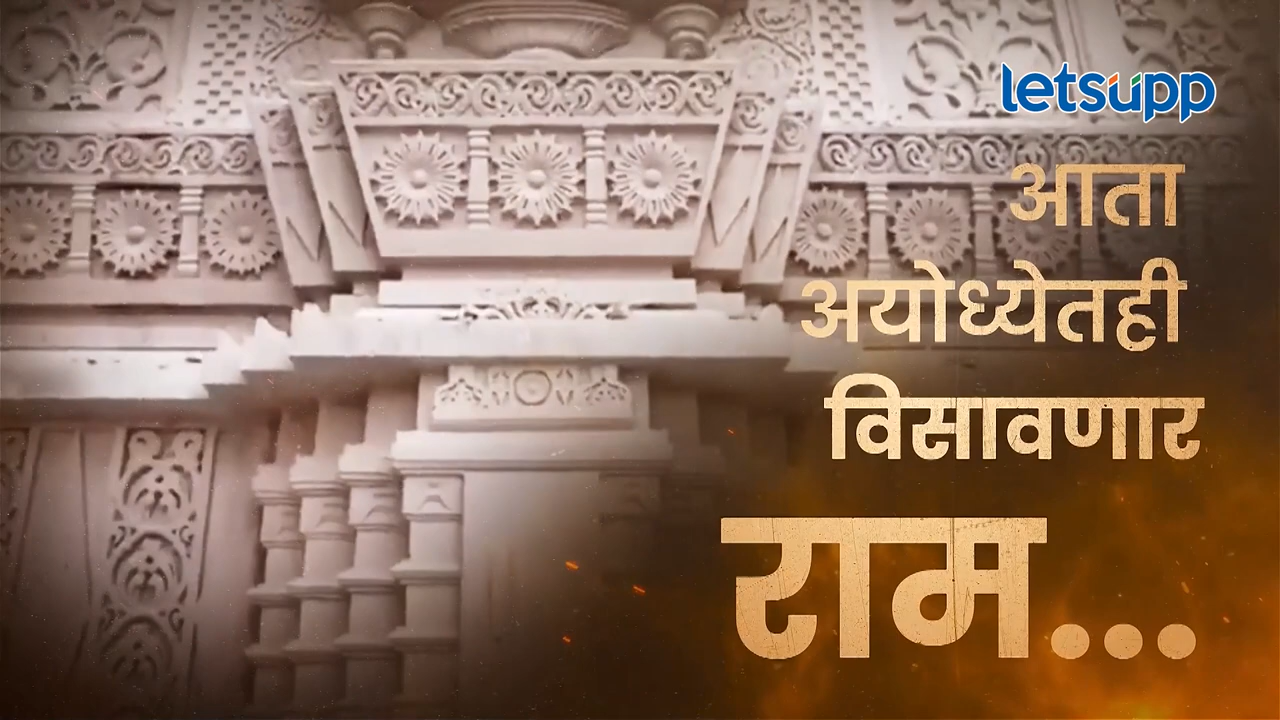 letsupp
आता
अयोध्येतही
विसावणार
राम...